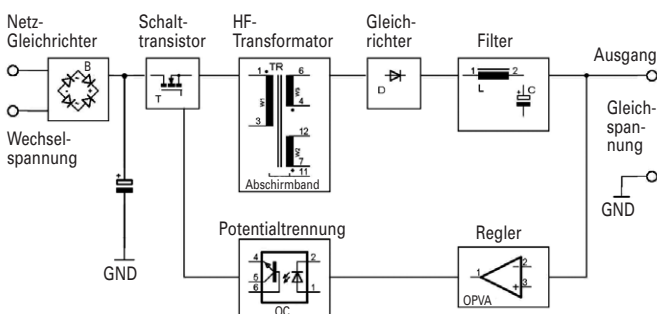 Netz-
Gleichrichter
Schalt-
transistor
HF-
Transformator
Gleich-
richter
Filter
Ausgang
B
T
1 TR 6
W1
W3
4
3
12
W2
7
11
Abschirmband
D
1 2
L
C
+
Wechsel-
spannung
Gleich-
span-
nung
+
GND
GND
Potentialtrennung
4 2
5
6 1
OC
Regler
2
1
3
+
OPVA